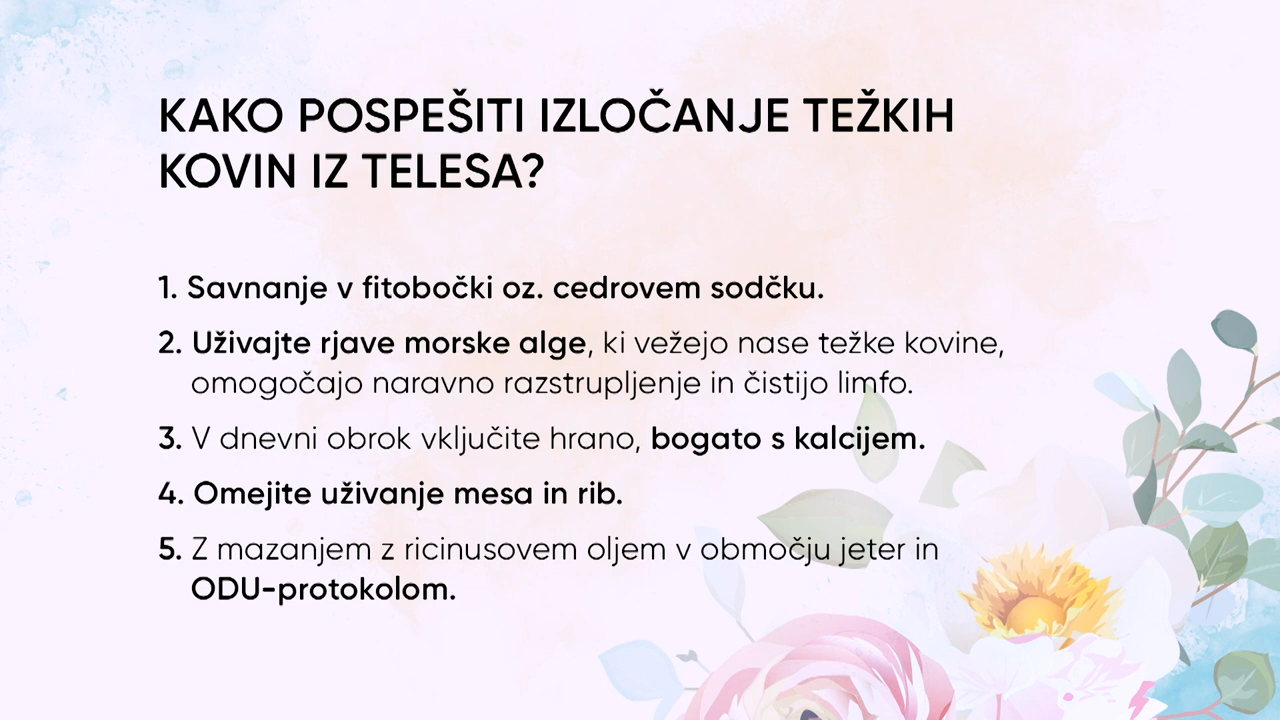 KAKO POSPEŠITI IZLOČANJE TEŽKIH
KOVIN IZ TELESA?
1. Savnanje v fitobočki oz. cedrovem sodčku.
2. Uživajte rjave morske alge, ki vežejo nase težke kovine,
omogočajo naravno razstrupljenje in čistijo limfo.
3. V dnevni obrok vključite hrano, bogato s kalcijem.
4. Omejite uživanje mesa in rib.
5. Z mazanjem z ricinusovem oljem v območju jeter in
ODU-protokolom.